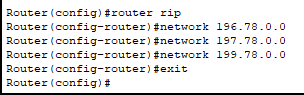 Router(config)#router rip
Router(config-router)#network 196.78.0.0
Router(config-router)#network 197.78.0.0
Router(config-router)#network 199.78.0.0
Router(config-router)#exit
Router(config)#